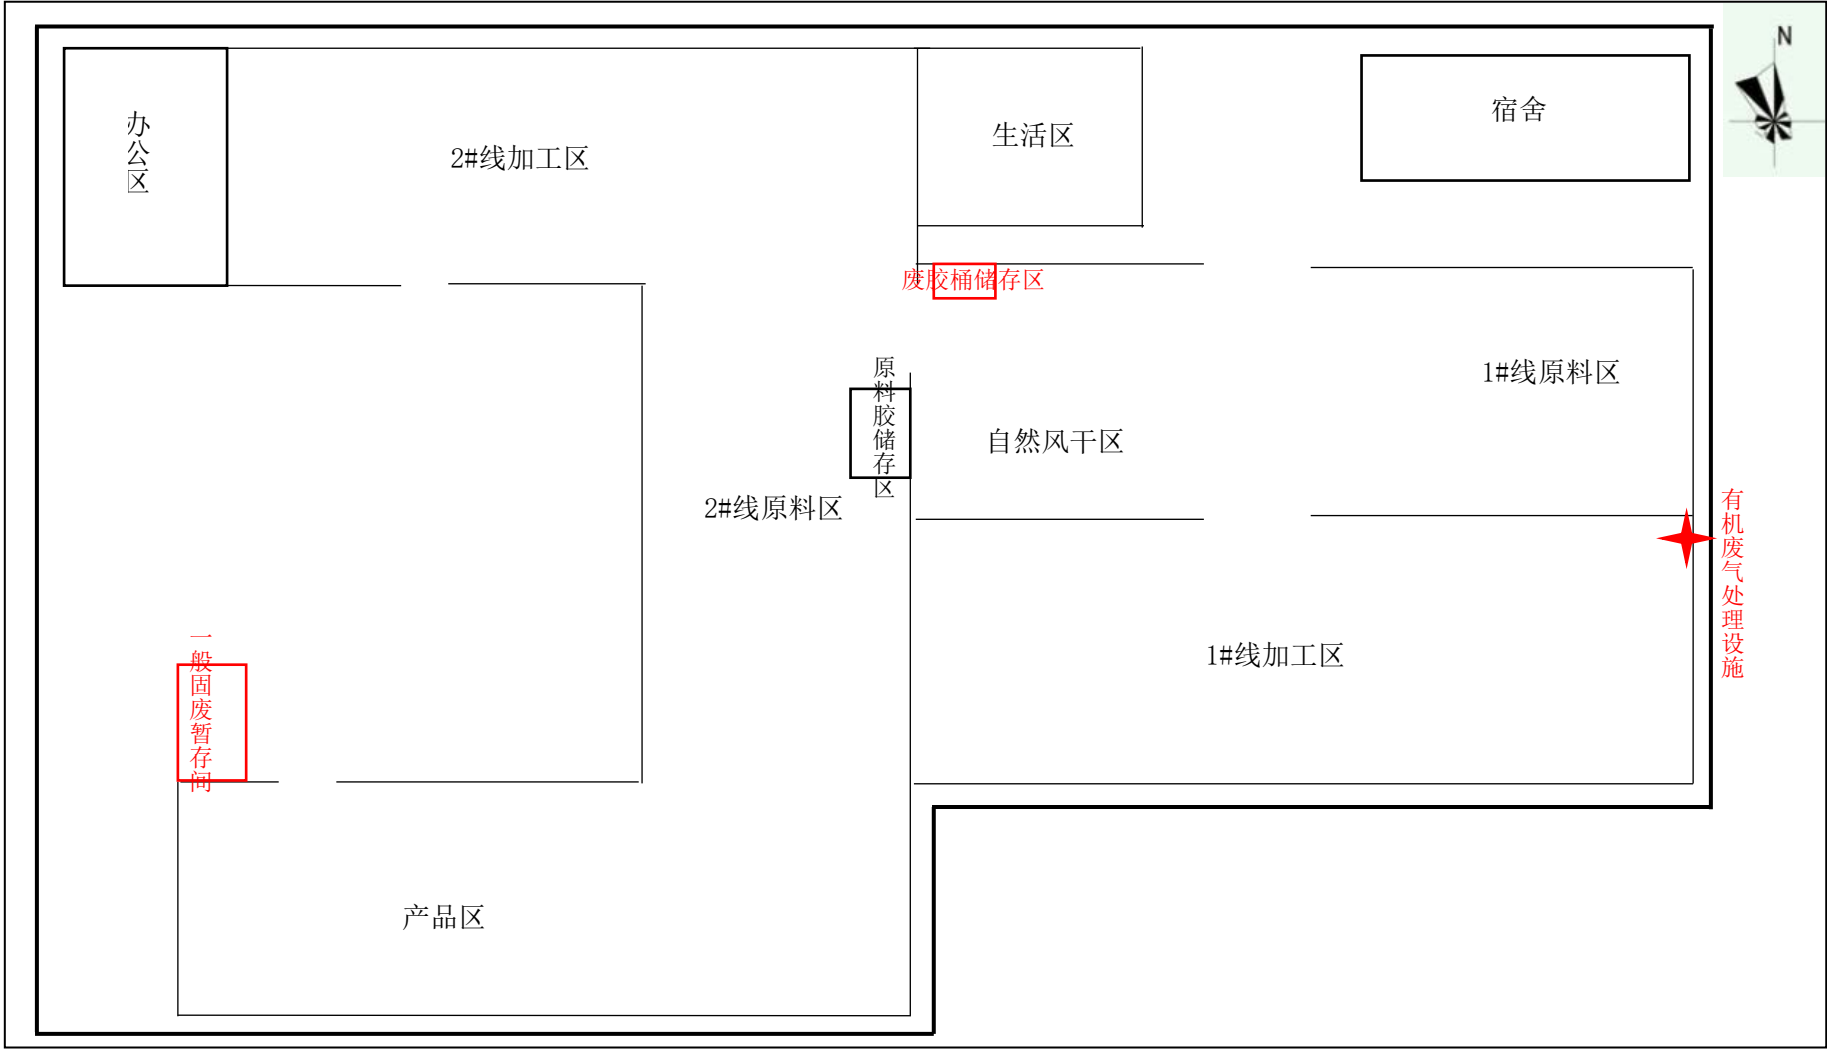 N
办公区
2#线加工区
生活区
宿舍
废胶桶储存区
原料胶储存区
1#线原料区
自然风干区
2#线原料区
有机废气处理设施
一般固废暂存间
1#线加工区
产品区